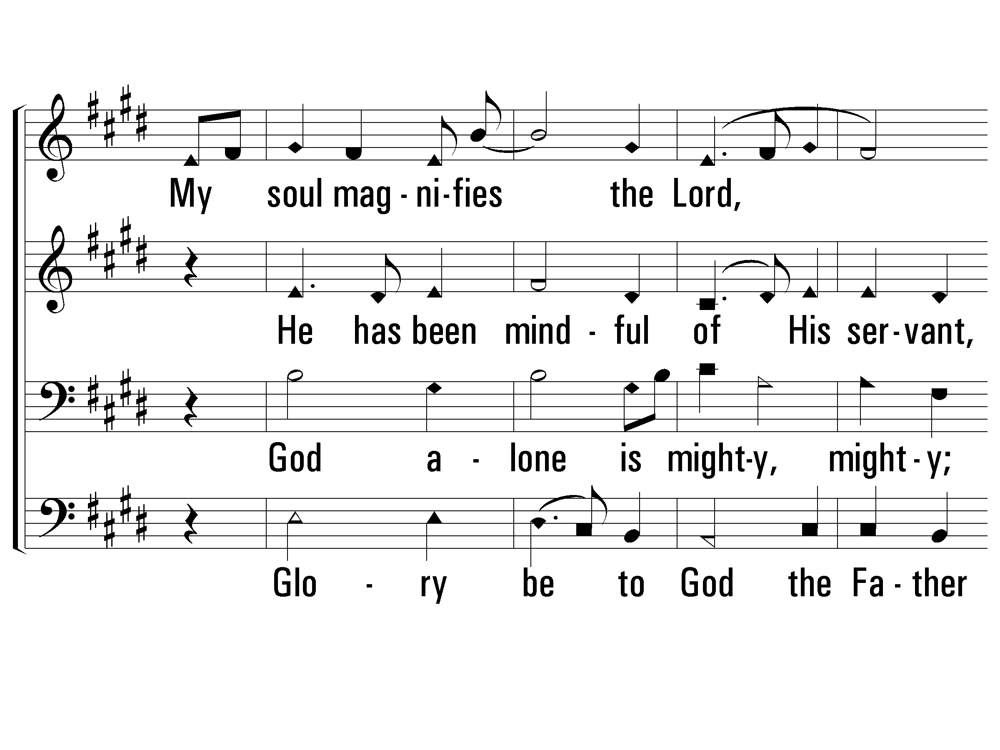 My soul mag - ni - fies the Lord,
He has been mind - ful of His ser - vant,
God a - lone is might - y, might - y;
Glo - ry be to God the Fa - ther